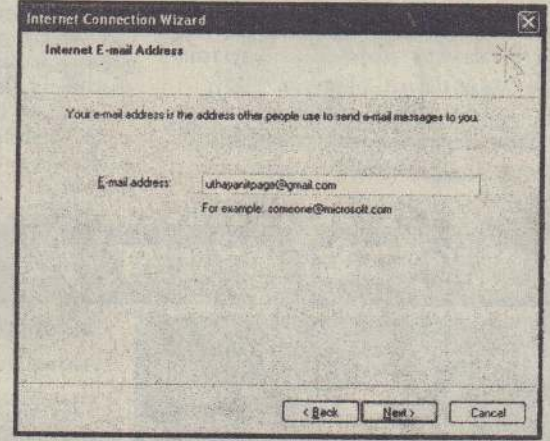 Internet Connection Wizard
Internet E-mail Address
Your e-mail address is the address other people use to send e-mail messages to you.
E-mail address: uthayanitpage@gmail.com
For example: someone@microsoft.com
< Back Next > Cancel